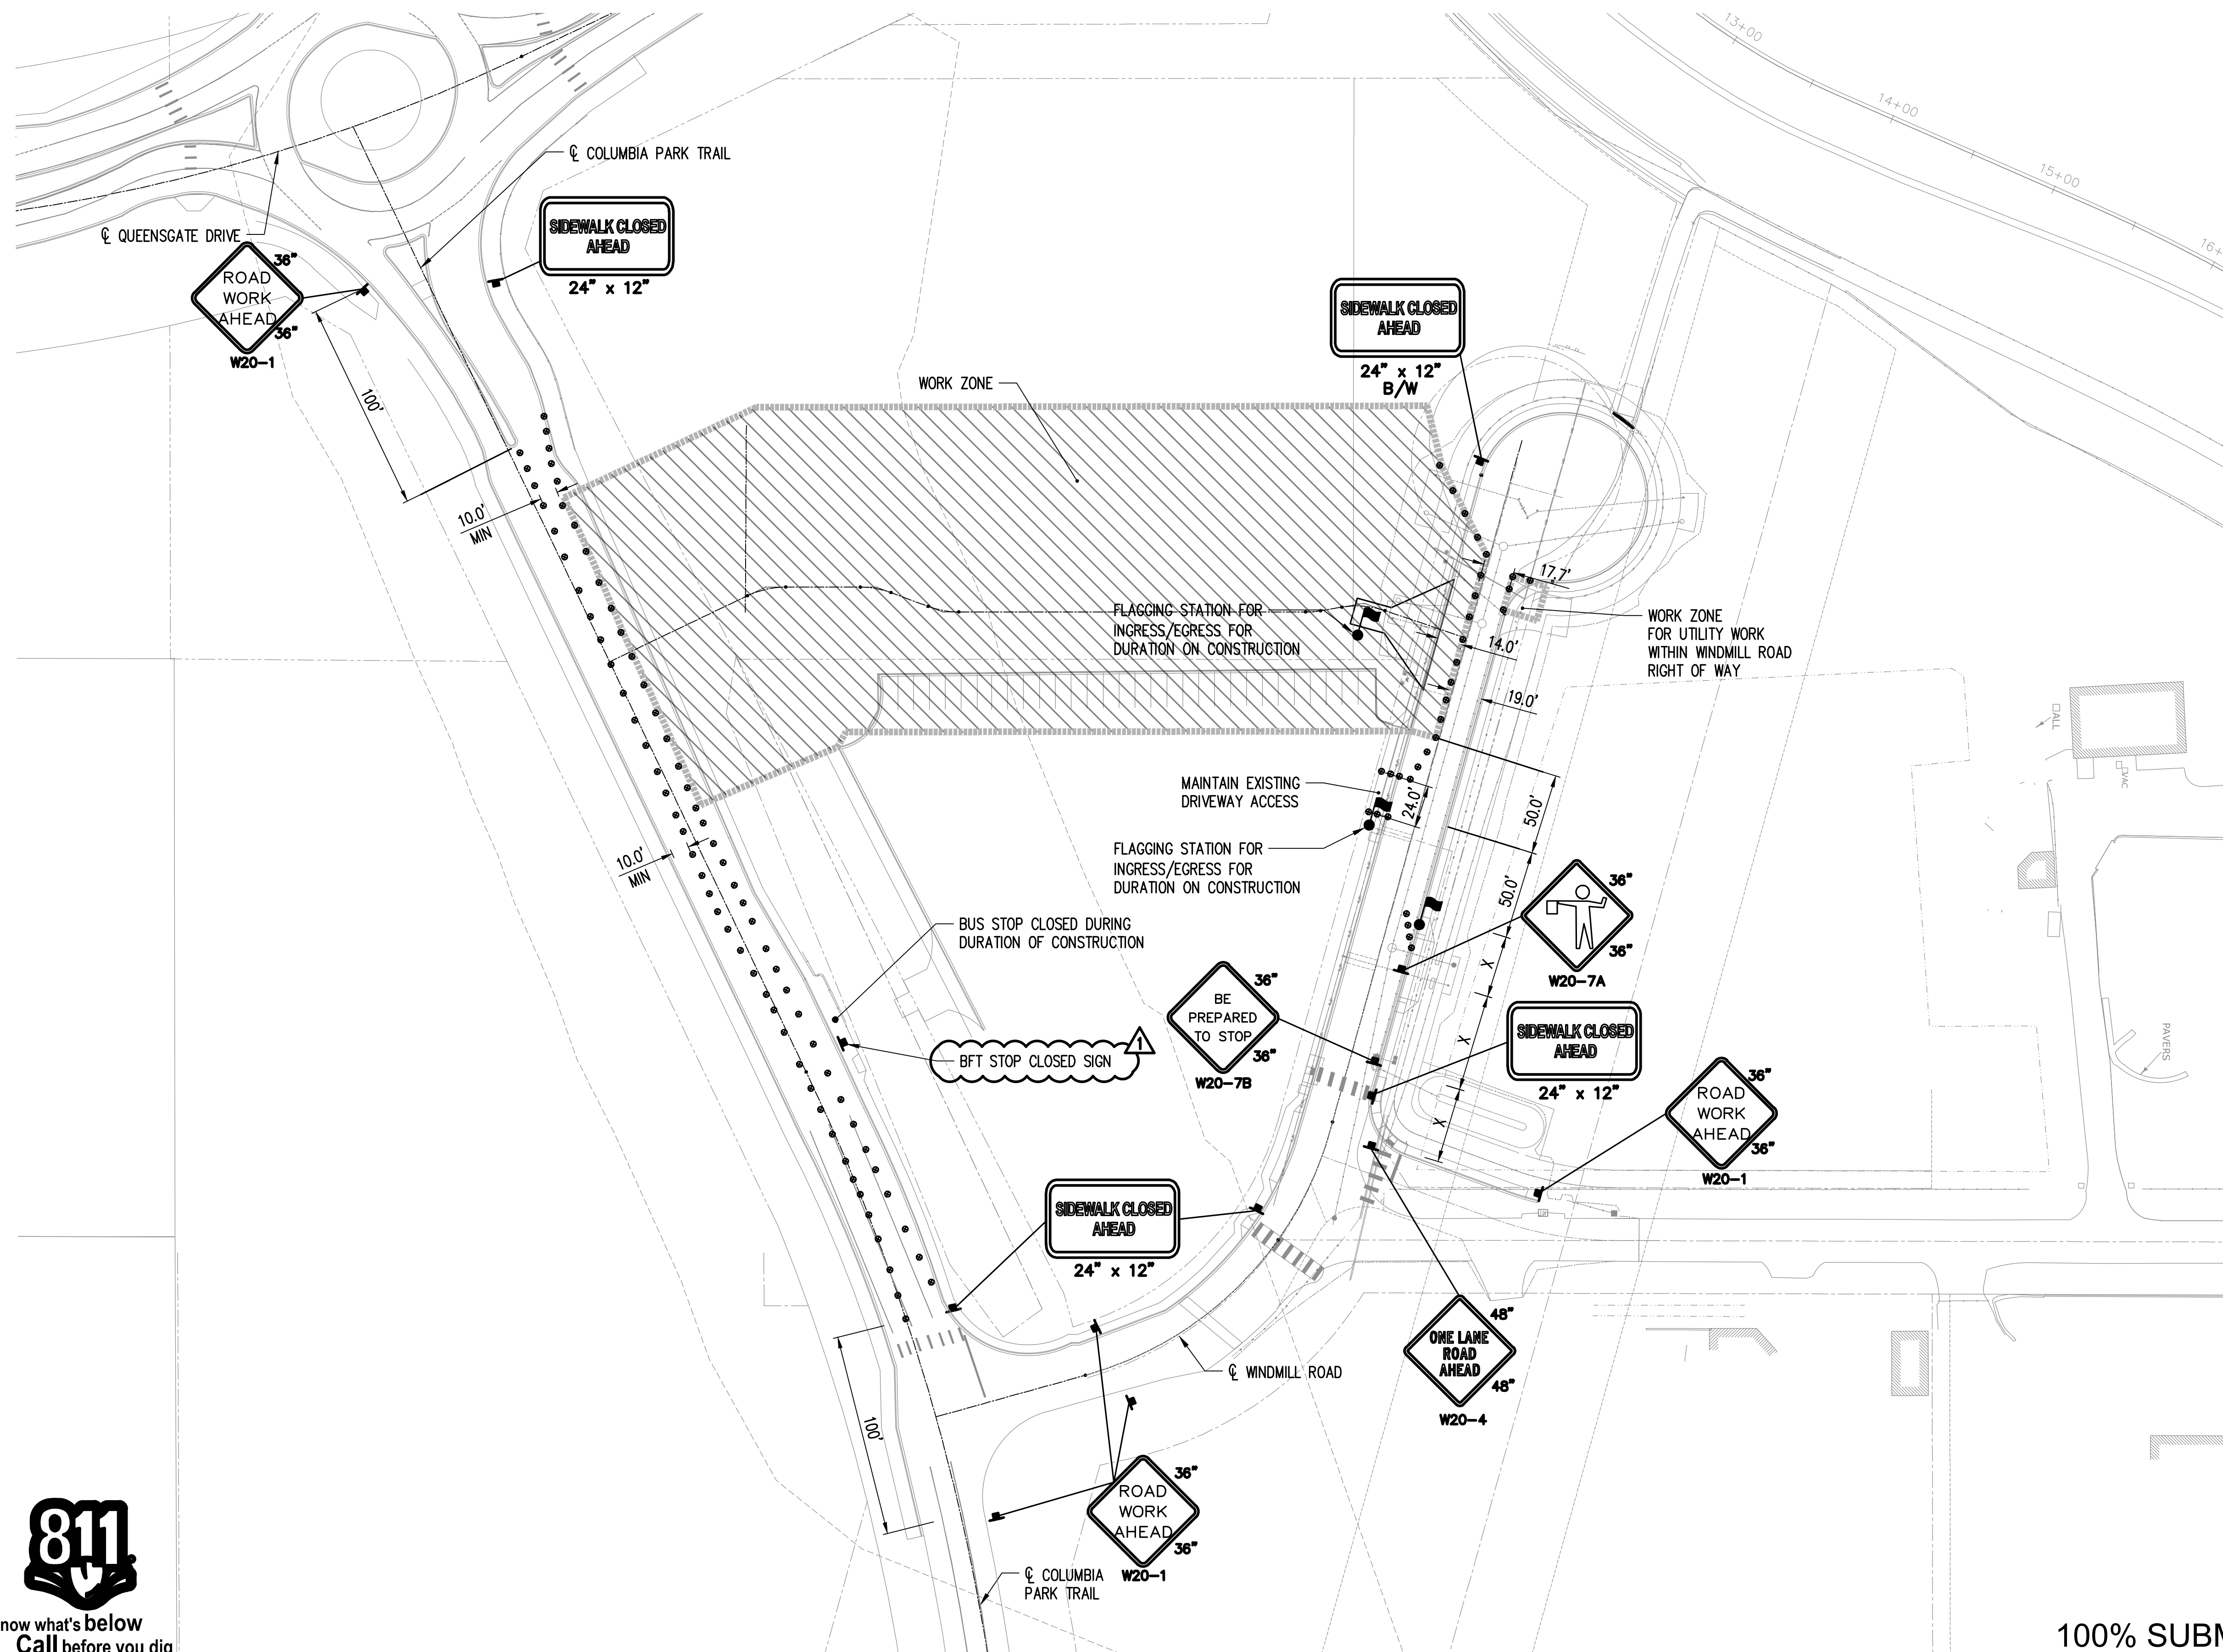 13+00
14+00
15+00
16+
℄ COLUMBIA PARK TRAIL
℄ QUEENSGATE DRIVE
SIDEWALK CLOSED
AHEAD
24" x 12"
ROAD
WORK
AHEAD
36"
36"
W20-1
100'
SIDEWALK CLOSED
AHEAD
24" x 12"
B/W
WORK ZONE
10.0'
MIN
17.7'
FLAGGING STATION FOR
INGRESS/EGRESS FOR
DURATION ON CONSTRUCTION
14.0'
WORK ZONE
FOR UTILITY WORK
WITHIN WINDMILL ROAD
RIGHT OF WAY
19.0'
MAINTAIN EXISTING
DRIVEWAY ACCESS
24.0'
50.0'
FLAGGING STATION FOR
INGRESS/EGRESS FOR
DURATION ON CONSTRUCTION
10.0'
MIN
50.0'
36"
36"
W20-7A
BUS STOP CLOSED DURING
DURATION OF CONSTRUCTION
BFT STOP CLOSED SIGN
1
BE
PREPARED
TO STOP
36"
36"
W20-7B
X
X
X
SIDEWALK CLOSED
AHEAD
24" x 12"
ROAD
WORK
AHEAD
36"
36"
W20-1
PAVERS
SIDEWALK CLOSED
AHEAD
24" x 12"
ONE LANE
ROAD
AHEAD
48"
48"
W20-4
℄ WINDMILL ROAD
100'
ROAD
WORK
AHEAD
36"
36"
W20-1
℄ COLUMBIA
PARK TRAIL
811
now what's below
Call before you dig
100% SUBM